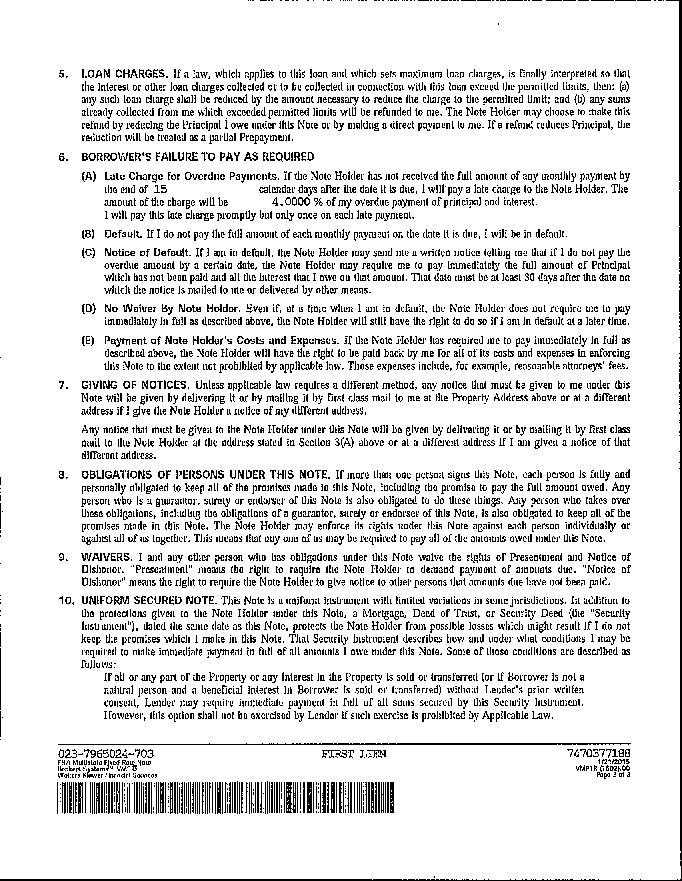 5. LOAN CHARGES. If a law, which applies to this loan and which sets maximum loan charges, is finally interpreted so that
the interest or other loan charges collected or to be collected in connection with this loan exceed the permitted limits, then: (a)
any such loan charge shall be reduced by the amount necessary to reduce the charge to the permitted limit; and (b) any sums
already collected from me which exceeded permitted limits will be refunded to me. The Note Holder may choose to make this
refund by reducing the Principal I owe under this Note or by making a direct payment to me. If a refund reduces Principal, the
reduction will be treated as a partial Prepayment.
6. BORROWER'S FAILURE TO PAY AS REQUIRED
(A) Late Charge for Overdue Payments. If the Note Holder has not received the full amount of any monthly payment by
the end of 15 calendar days after the date it is due, I will pay a late charge to the Note Holder. The
amount of the charge will be 4.0000 % of my overdue payment of principal and interest.
I will pay this late charge promptly but only once on each late payment.
(B) Default. If I do not pay the full amount of each monthly payment on the date it is due, I will be in default.
(C) Notice of Default. If I am in default, the Note Holder may send me a written notice telling me that if I do not pay the
overdue amount by a certain date, the Note Holder may require me to pay immediately the full amount of Principal
which has not been paid and all the interest that I owe on that amount. That date must be at least 30 days after the date on
which the notice is mailed to me or delivered by other means.
(D) No Waiver By Note Holder. Even if, at a time when I am in default, the Note Holder does not require me to pay
immediately in full as described above, the Note Holder will still have the right to do so if I am in default at a later time.
(E) Payment of Note Holder's Costs and Expenses. If the Note Holder has required me to pay immediately in full as
described above, the Note Holder will have the right to be paid back by me for all of its costs and expenses in enforcing
this Note to the extent not prohibited by applicable law. Those expenses include, for example, reasonable attorneys' fees.
7. GIVING OF NOTICES. Unless applicable law requires a different method, any notice that must be given to me under this
Note will be given by delivering it or by mailing it by first class mail to me at the Property Address above or at a different
address if I give the Note Holder a notice of my different address.
Any notice that must be given to the Note Holder under this Note will be given by delivering it or by mailing it by first class
mail to the Note Holder at the address stated in Section 3(A) above or at a different address if I am given a notice of that
different address.
8. OBLIGATIONS OF PERSONS UNDER THIS NOTE. If more than one person signs this Note, each person is fully and
personally obligated to keep all of the promises made in this Note, including the promise to pay the full amount owed. Any
person who is a guarantor, surety or endorser of this Note is also obligated to do these things. Any person who takes over
these obligations, including the obligations of a guarantor, surety or endorser of this Note, is also obligated to keep all of the
promises made in this Note. The Note Holder may enforce its rights under this Note against each person individually or
against all of us together. This means that any one of us may be required to pay all of the amounts owed under this Note.
9. WAIVERS. I and any other person who has obligations under this Note waive the rights of Presentment and Notice of
Dishonor. "Presentment" means the right to require the Note Holder to demand payment of amounts due. "Notice of
Dishonor" means the right to require the Note Holder to give notice to other persons that amounts due have not been paid.
10. UNIFORM SECURED NOTE. This Note is a uniform instrument with limited variations in some jurisdictions. In addition to
the protections given to the Note Holder under this Note, a Mortgage, Deed of Trust, or Security Deed (the "Security
Instrument"), dated the same date as this Note, protects the Note Holder from possible losses which might result if I do not
keep the promises which I make in this Note. That Security Instrument describes how and under what conditions I may be
required to make immediate payment in full of all amounts I owe under this Note. Some of those conditions are described as
follows:
If all or any part of the Property or any Interest in the Property is sold or transferred (or if Borrower is not a
natural person and a beneficial interest in Borrower is sold or transferred) without Lender's prior written
consent, Lender may require immediate payment in full of all sums secured by this Security Instrument.
However, this option shall not be exercised by Lender if such exercise is prohibited by Applicable Law.
023-7965024-703 FIRST LIEN 7470377188
FHA Multistate Fixed Rate Note 1/21/2015
Bankers Systems™ VMP® VMP1R (1502).00
Wolters Kluwer Financial Services Page 2 of 3